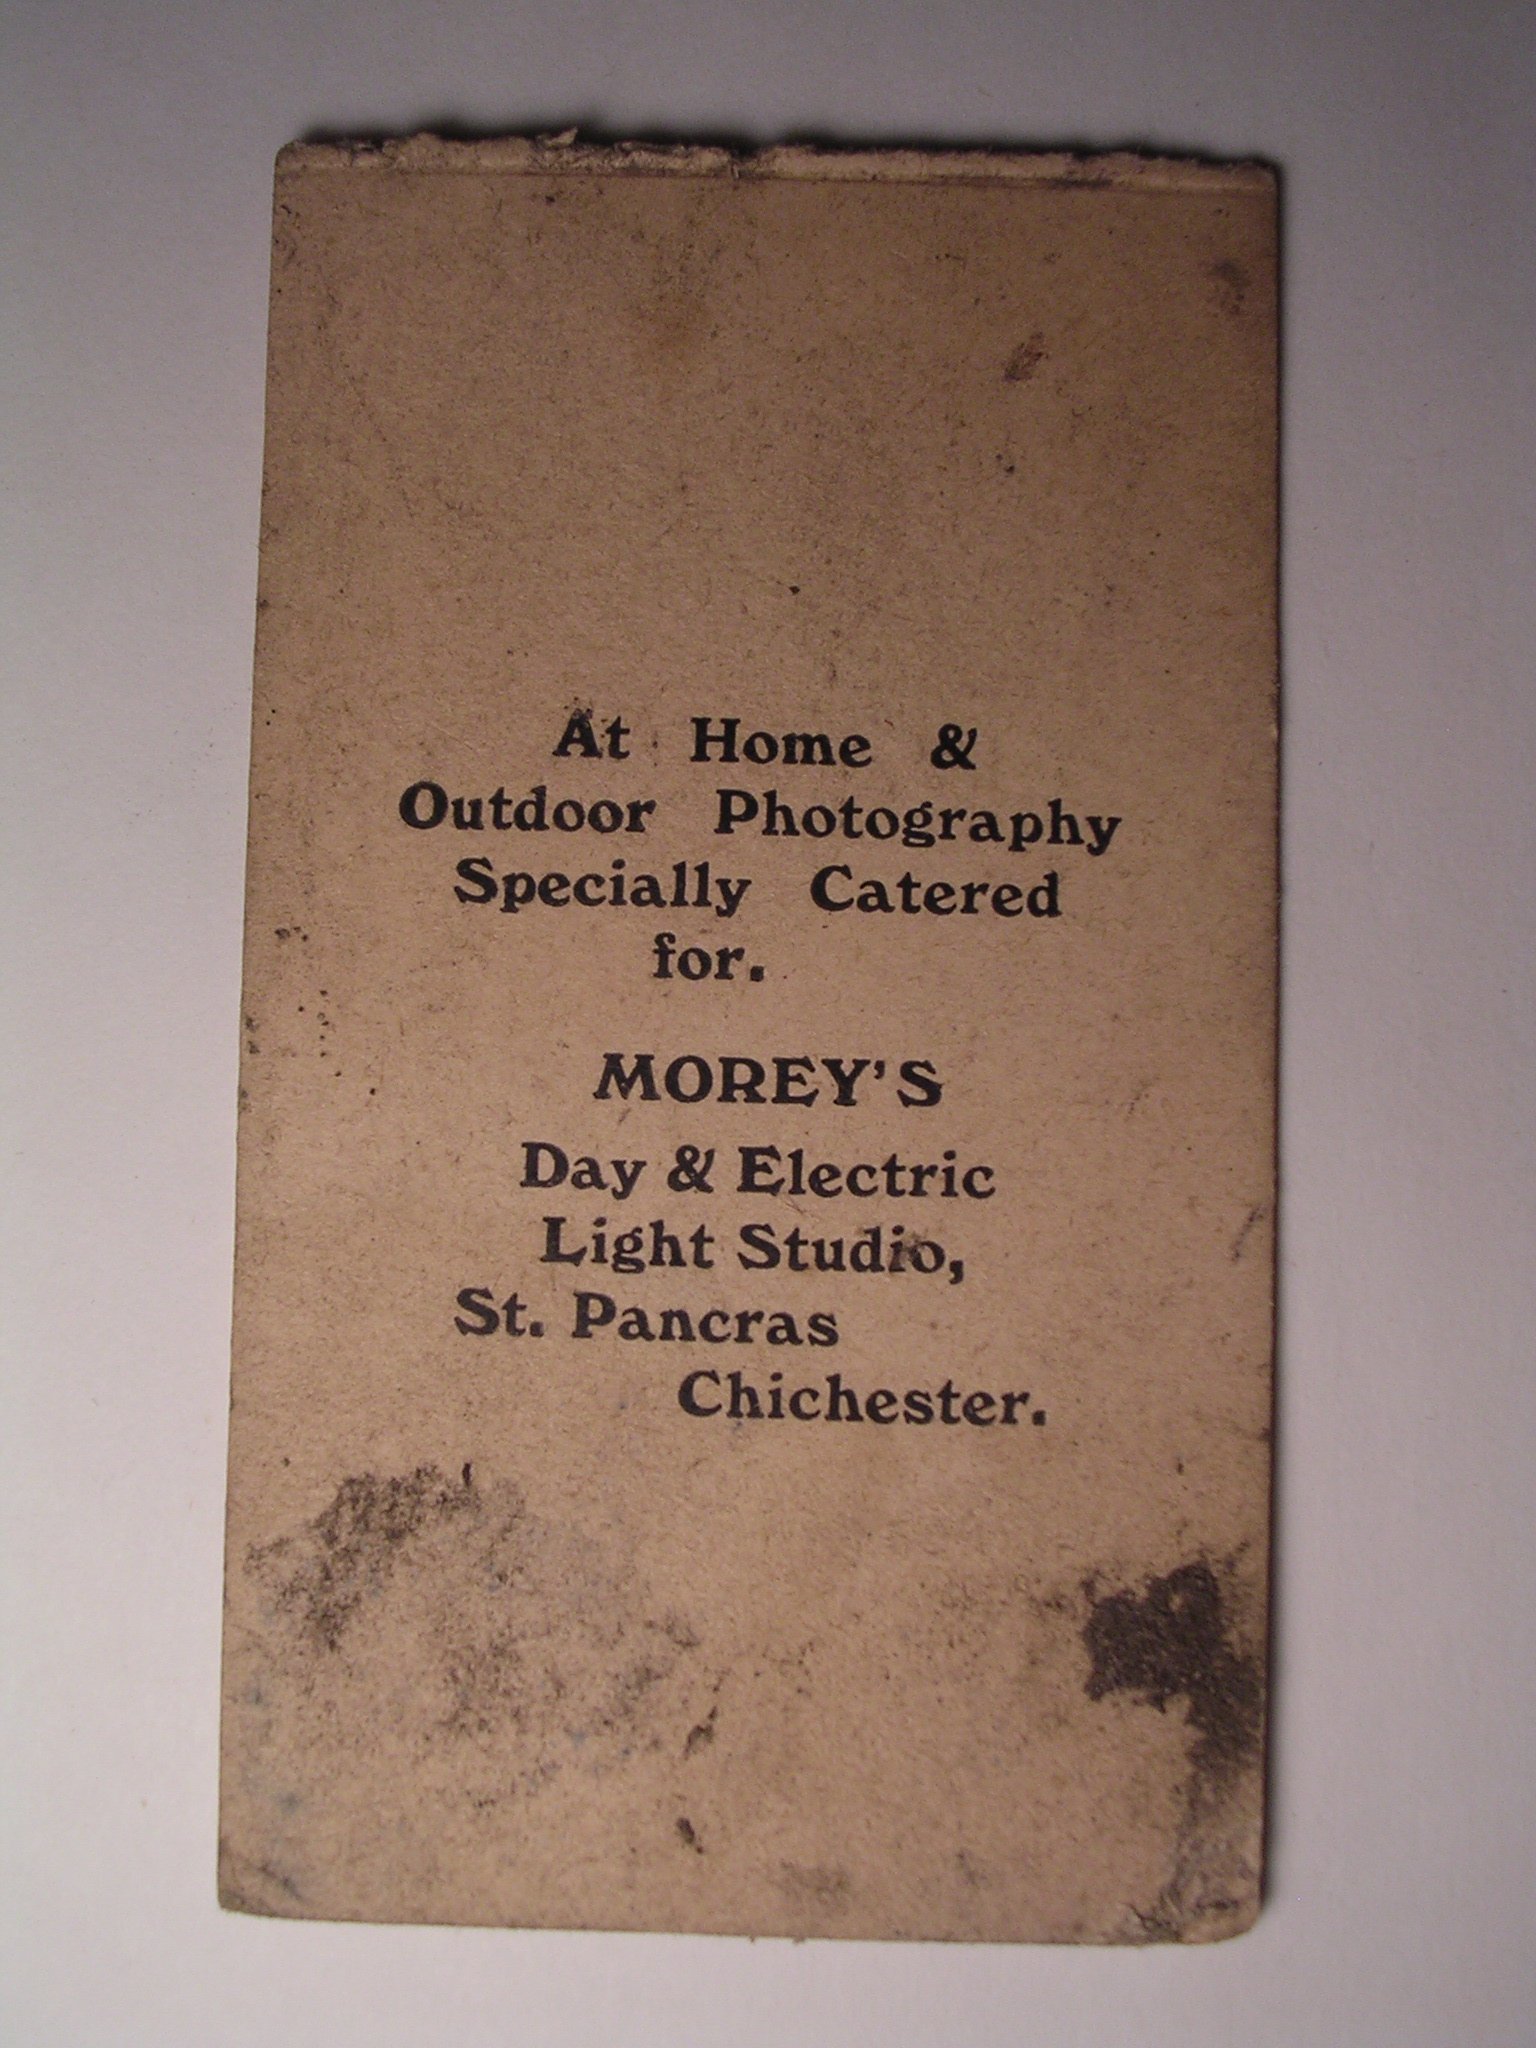 At Home &
Outdoor Photography
Specially Catered
for.
MOREY'S
Day & Electric
Light Studio,
St. Pancras
Chichester.